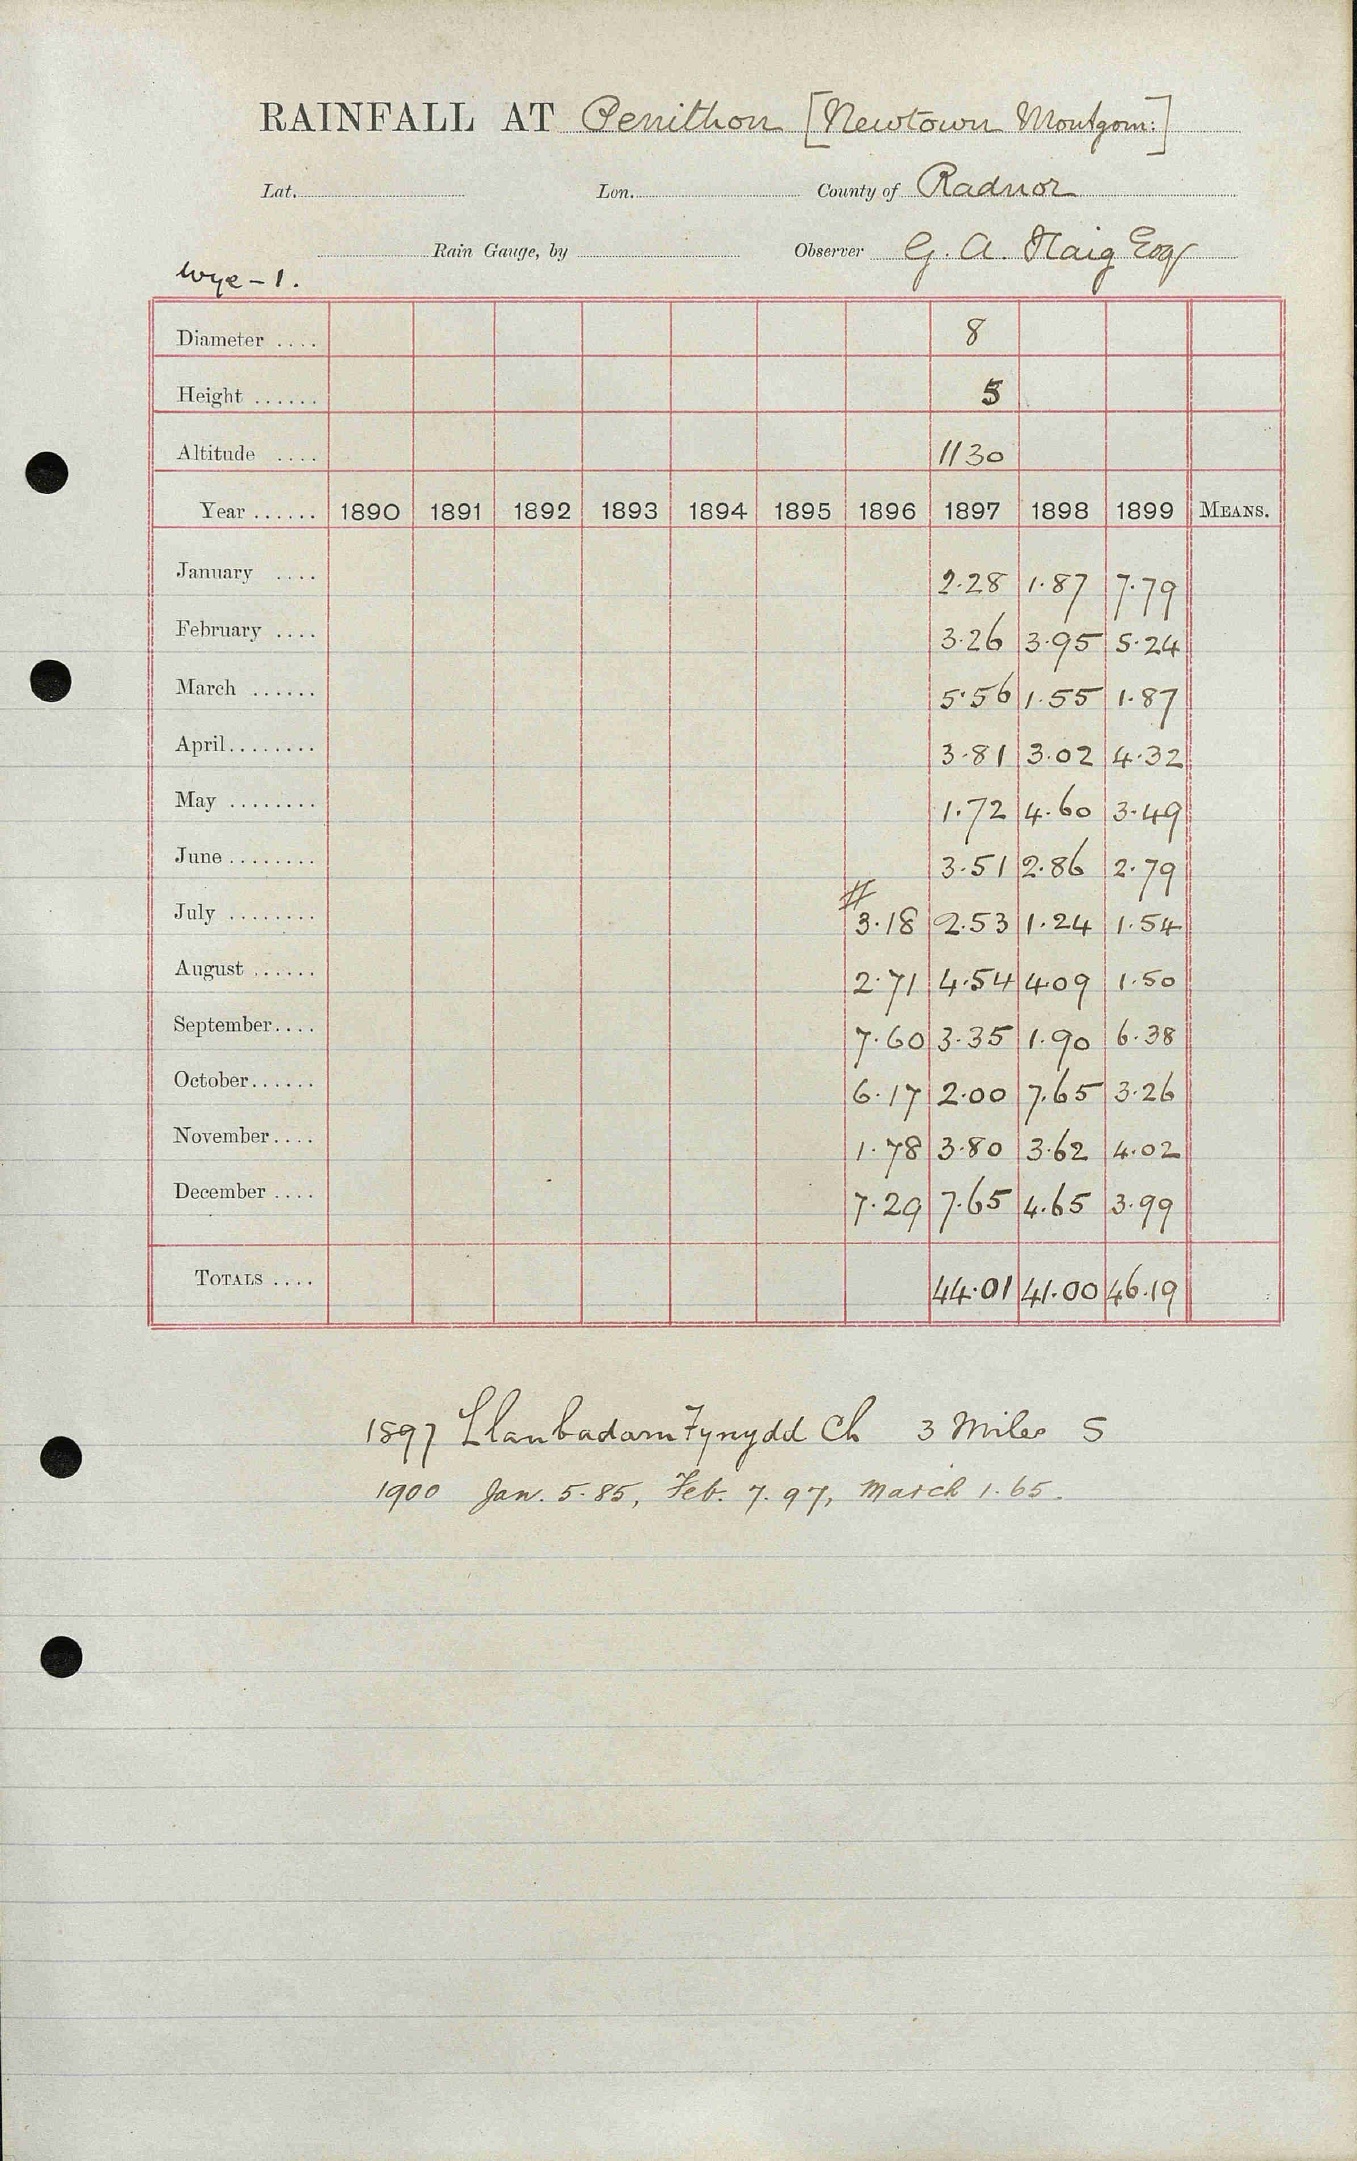 RAINFALL AT Penithon [Newtown Montgom:]
Lat. Lon. County of Radnor
Rain Gauge, by Observer G. A. Haig Esq
Wye - 1.
Diameter .... 8
Height ...... 5
Altitude .... 1130
Year ...... 1890 1891 1892 1893 1894 1895 1896 1897 1898 1899 MEANS.
January .... 2.28 1.87 7.79
February .... 3.26 3.95 5.24
March ...... 5.56 1.55 1.87
April........ 3.81 3.02 4.32
May ........ 1.72 4.60 3.49
June ........ 3.51 2.86 2.79
July ........ # 3.18 2.53 1.24 1.54
August ...... 2.71 4.54 4.09 1.50
September.... 7.60 3.35 1.90 6.38
October...... 6.17 2.00 7.65 3.26
November.... 1.78 3.80 3.62 4.02
December .... 7.29 7.65 4.65 3.99
TOTALS .... 44.01 41.00 46.19
1897 Llanbadarn Fynydd Ch 3 Miles S
1900 Jan. 5.85, Feb. 7.97, March 1.65.